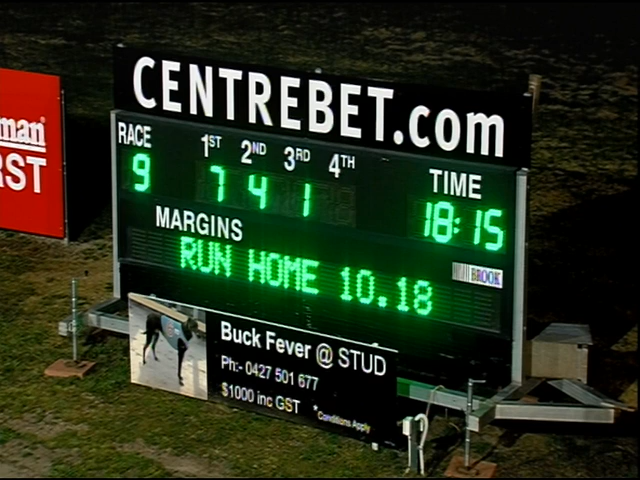 CENTREBET.com
RACE 1ST 2ND 3RD 4TH TIME
9 7 4 1 18:15
MARGINS
RUN HOME 10.18
BROOK
Buck Fever @ STUD
Ph:- 0427 501 677
$1000 inc GST *Conditions Apply
man
RST